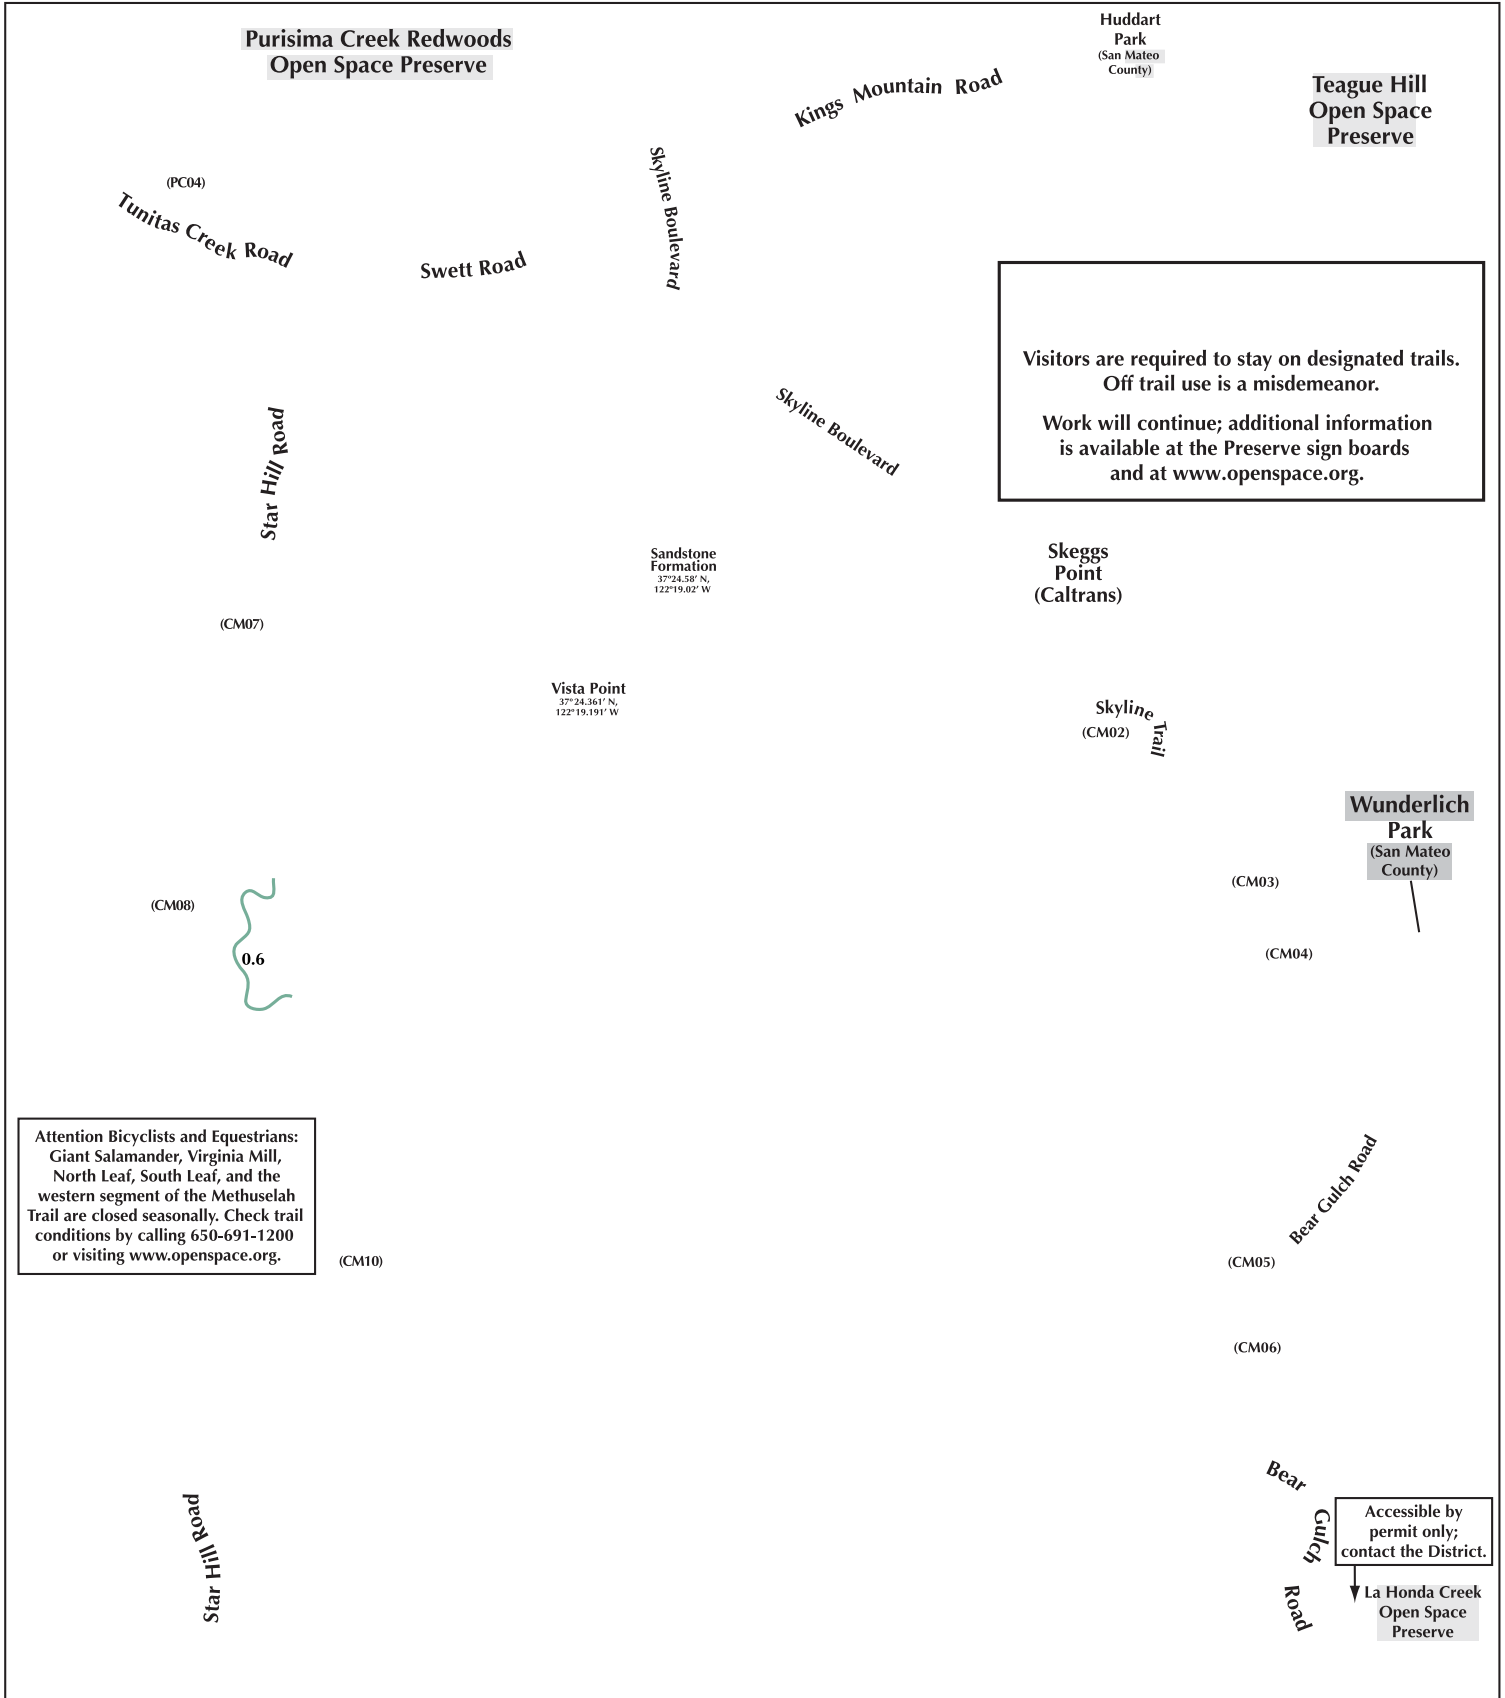 Purisima Creek Redwoods
Open Space Preserve
Huddart
Park
(San Mateo
County)
Teague Hill
Open Space
Preserve
Kings Mountain Road
Skyline Boulevard
(PC04)
Tunitas Creek Road
Swett Road
Visitors are required to stay on designated trails.
Off trail use is a misdemeanor.
Work will continue; additional information
is available at the Preserve sign boards
and at www.openspace.org.
Skyline Boulevard
Star Hill Road
Sandstone
Formation
37°24.58' N,
122°19.02' W
Skeggs
Point
(Caltrans)
(CM07)
Vista Point
37°24.361' N,
122°19.191' W
Skyline Trail
(CM02)
Wunderlich
Park
(San Mateo
County)
(CM03)
(CM08)
(CM04)
0.6
Attention Bicyclists and Equestrians:
Giant Salamander, Virginia Mill,
North Leaf, South Leaf, and the
western segment of the Methuselah
Trail are closed seasonally. Check trail
conditions by calling 650-691-1200
or visiting www.openspace.org.
Bear Gulch Road
(CM10)
(CM05)
(CM06)
Bear Gulch Road
Star Hill Road
Accessible by
permit only;
contact the District.
La Honda Creek
Open Space
Preserve